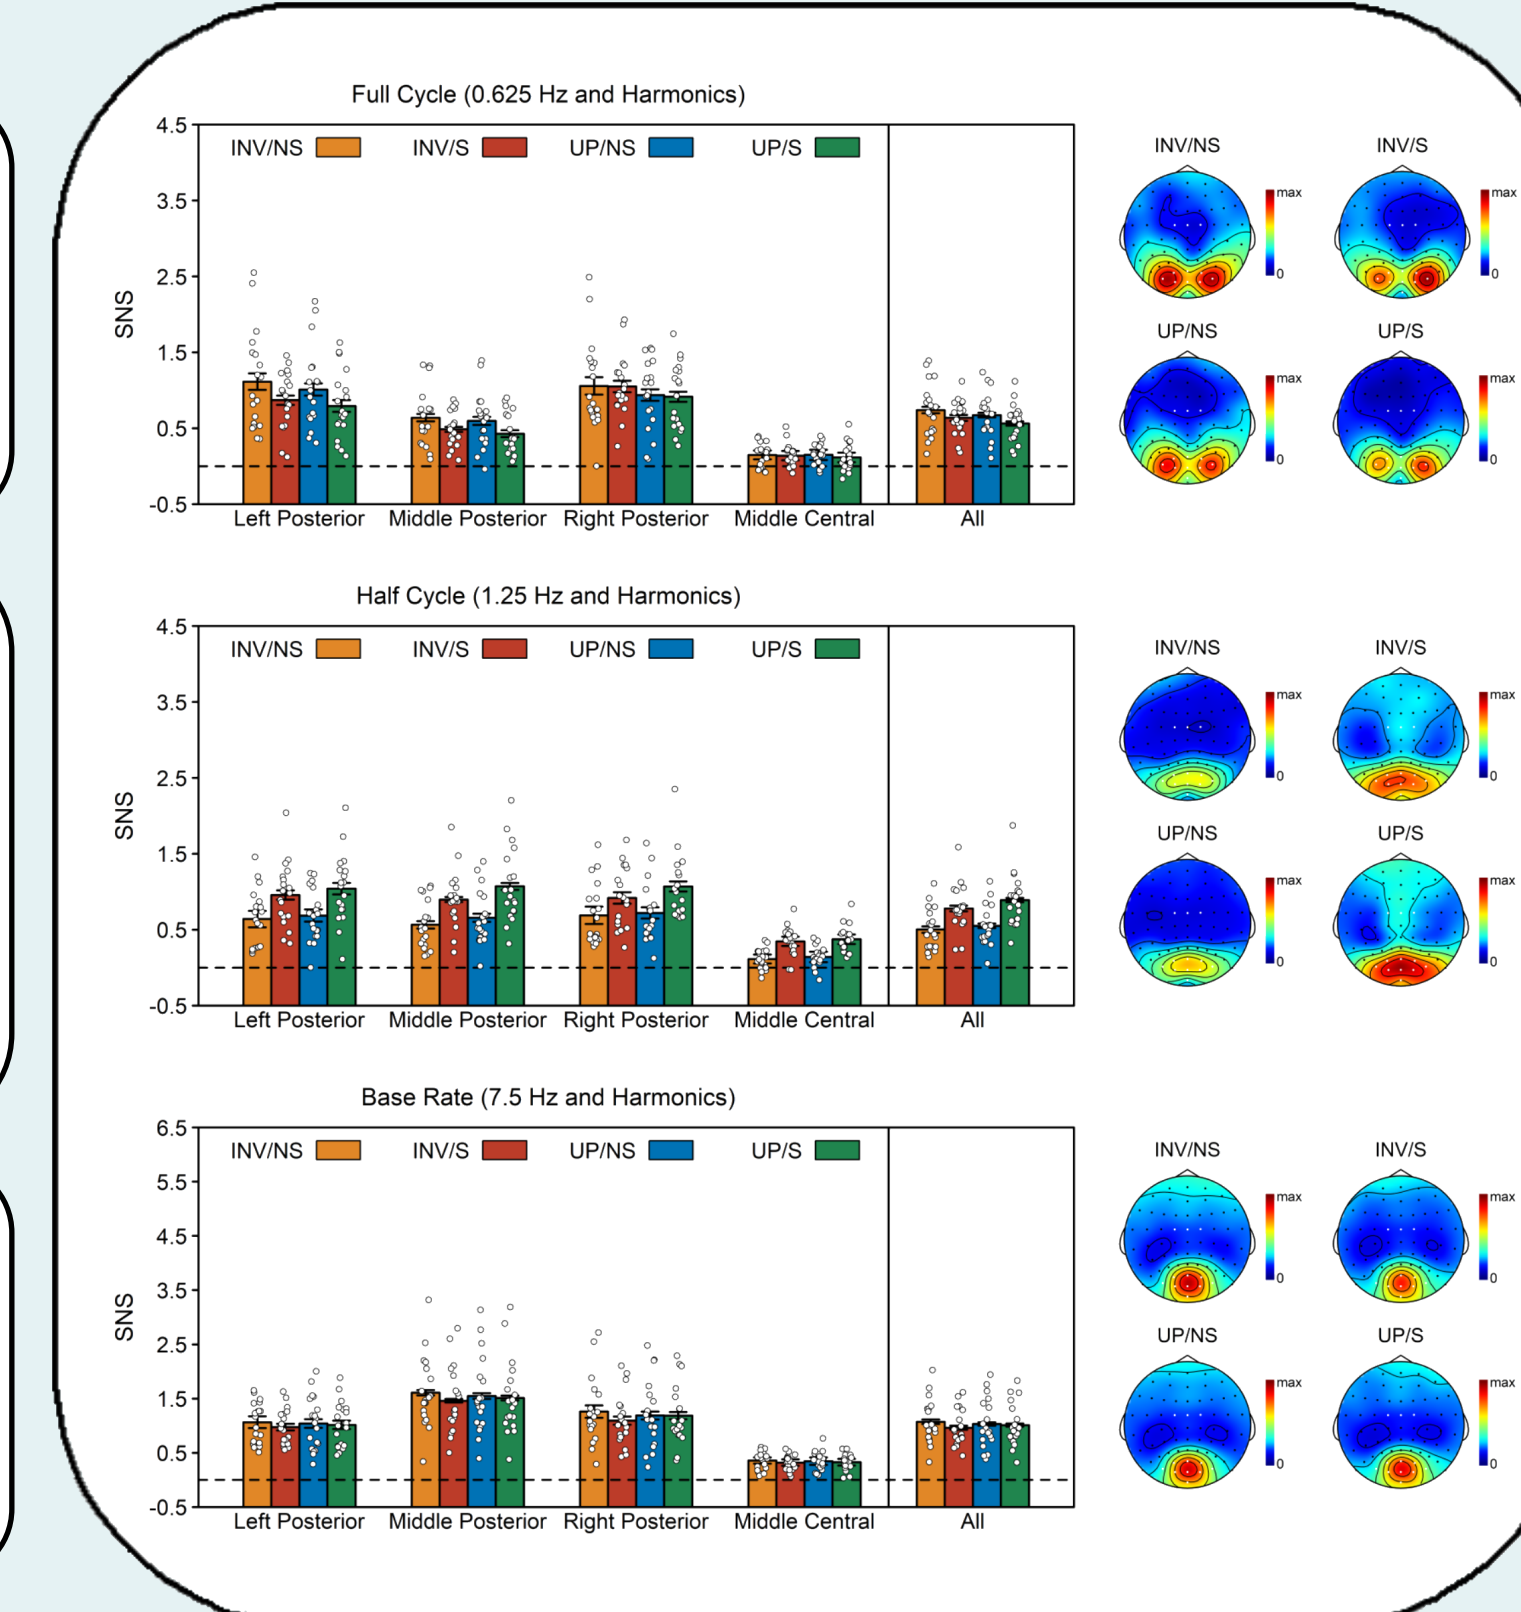 Full Cycle (0.625 Hz and Harmonics)
4.5
3.5
2.5
1.5
0.5
-0.5
SNS
INV/NS INV/S UP/NS UP/S
Left Posterior Middle Posterior Right Posterior Middle Central All
INV/NS INV/S
max max
0 0
UP/NS UP/S
max max
0 0
Half Cycle (1.25 Hz and Harmonics)
4.5
3.5
2.5
1.5
0.5
-0.5
SNS
INV/NS INV/S UP/NS UP/S
Left Posterior Middle Posterior Right Posterior Middle Central All
INV/NS INV/S
max max
0 0
UP/NS UP/S
max max
0 0
Base Rate (7.5 Hz and Harmonics)
6.5
5.5
4.5
3.5
2.5
1.5
0.5
-0.5
SNS
INV/NS INV/S UP/NS UP/S
Left Posterior Middle Posterior Right Posterior Middle Central All
INV/NS INV/S
max max
0 0
UP/NS UP/S
max max
0 0